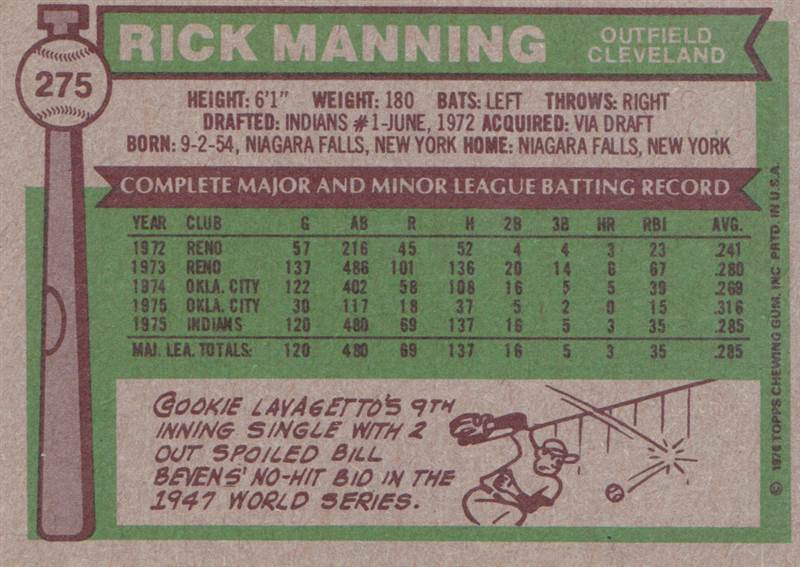 275
RICK MANNING
OUTFIELD
CLEVELAND
HEIGHT: 6'1" WEIGHT: 180 BATS: LEFT THROWS: RIGHT
DRAFTED: INDIANS #1-JUNE, 1972 ACQUIRED: VIA DRAFT
BORN: 9-2-54, NIAGARA FALLS, NEW YORK HOME: NIAGARA FALLS, NEW YORK
COMPLETE MAJOR AND MINOR LEAGUE BATTING RECORD
YEAR CLUB G AB R H 2B 3B HR RBI AVG.
1972 RENO 57 216 45 52 4 4 3 23 .241
1973 RENO 137 486 101 136 20 14 6 67 .280
1974 OKLA. CITY 122 402 58 108 16 5 5 39 .269
1975 OKLA. CITY 30 117 18 37 5 2 0 15 .316
1975 INDIANS 120 480 69 137 16 5 3 35 .285
MAJ. LEA. TOTALS: 120 480 69 137 16 5 3 35 .285
COOKIE LAVAGETTO'S 9TH
INNING SINGLE WITH 2
OUT SPOILED BILL
BEVENS' NO-HIT BID IN THE
1947 WORLD SERIES.
© 1976 TOPPS CHEWING GUM, INC. PRTD. IN U.S.A.